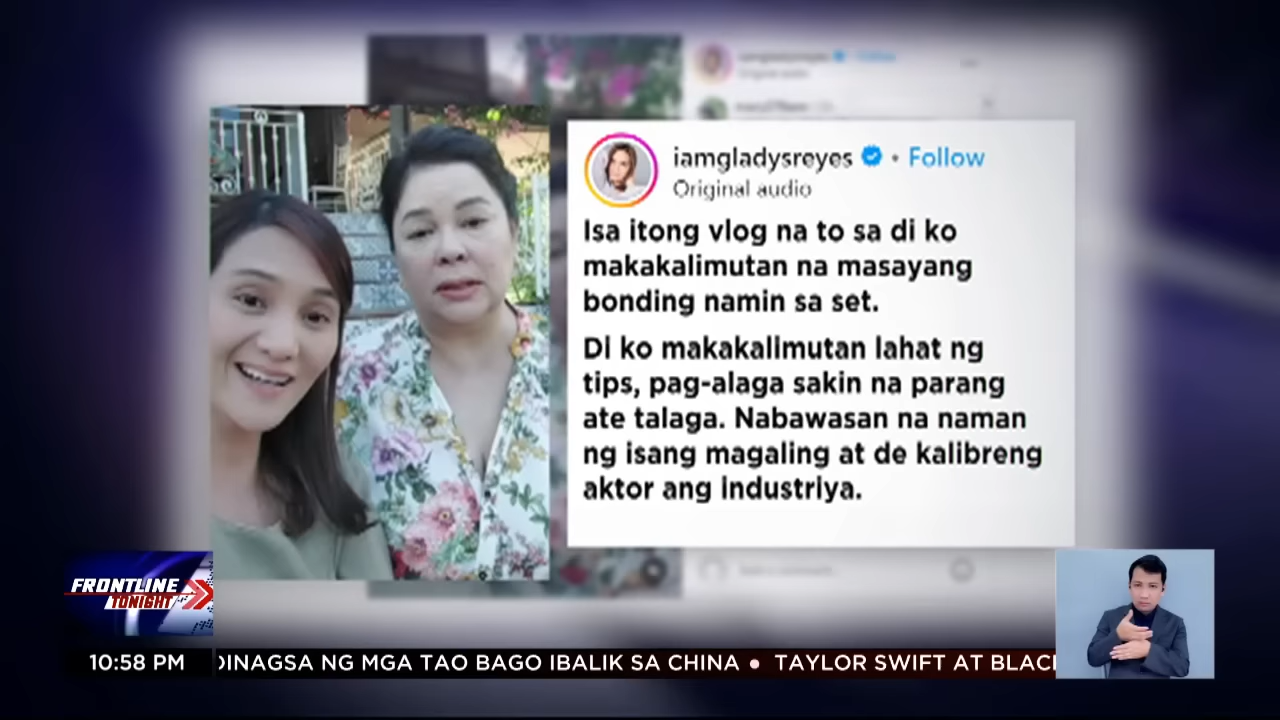 iamgladysreyes • Follow
Original audio
Isa itong vlog na to sa di ko
makakalimutan na masayang
bonding namin sa set.
Di ko makakalimutan lahat ng
tips, pag-alaga sakin na parang
ate talaga. Nabawasan na naman
ng isang magaling at de kalibreng
aktor ang industriya.
FRONTLINE
TONIGHT
10:58 PM
DINAGSA NG MGA TAO BAGO IBALIK SA CHINA • TAYLOR SWIFT AT